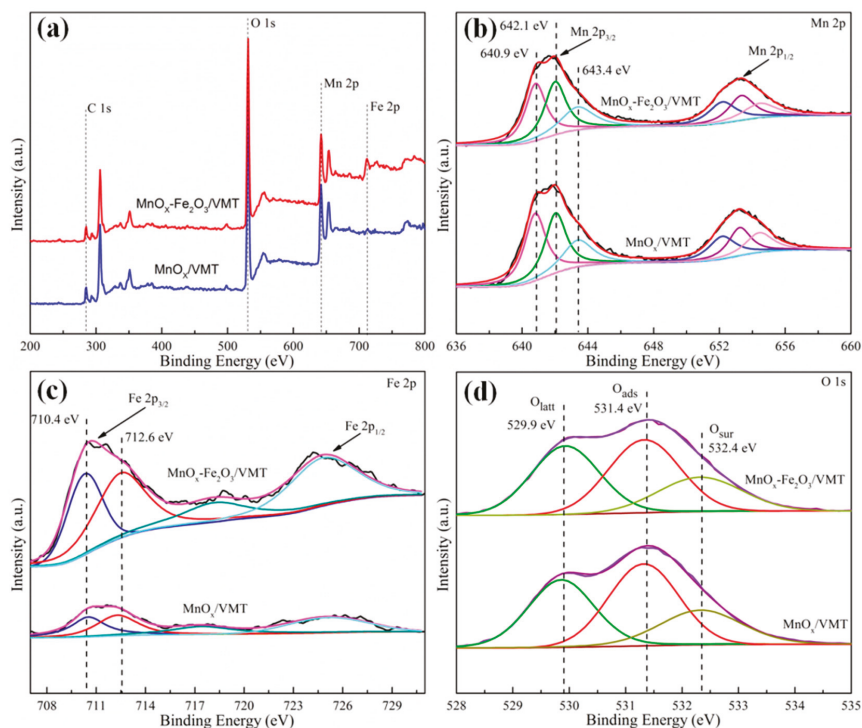 (a)
O 1s
C 1s
Mn 2p
Fe 2p
MnOₓ-Fe₂O₃/VMT
MnOₓ/VMT
Intensity (a.u.)
200 300 400 500 600 700 800
Binding Energy (eV)
(b)
Mn 2p
642.1 eV
Mn 2p₃/₂
640.9 eV
643.4 eV
Mn 2p₁/₂
MnOₓ-Fe₂O₃/VMT
MnOₓ/VMT
Intensity (a.u.)
636 640 644 648 652 656 660
Binding Energy (eV)
(c)
Fe 2p
Fe 2p₃/₂
710.4 eV
712.6 eV
Fe 2p₁/₂
MnOₓ-Fe₂O₃/VMT
MnOₓ/VMT
Intensity (a.u.)
708 711 714 717 720 723 726 729
Binding Energy (eV)
(d)
O 1s
O_latt
529.9 eV
O_ads
531.4 eV
O_sur
532.4 eV
MnOₓ-Fe₂O₃/VMT
MnOₓ/VMT
Intensity (a.u.)
528 529 530 531 532 533 534 535
Binding Energy (eV)